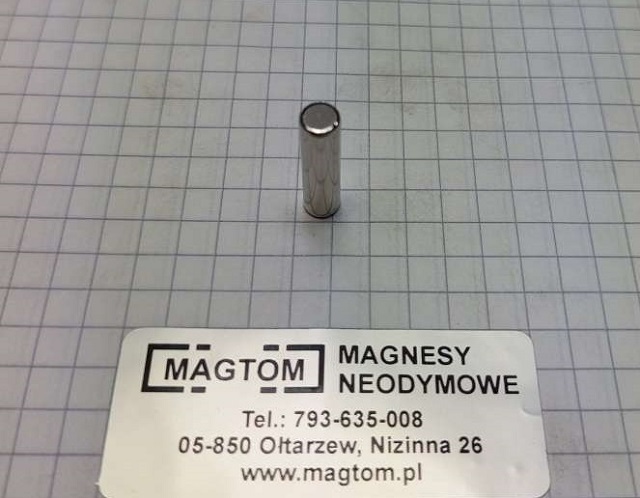 MAGTOM
MAGNESY
NEODYMOWE
Tel.: 793-635-008
05-850 Ołtarzew, Nizinna 26
www.magtom.pl